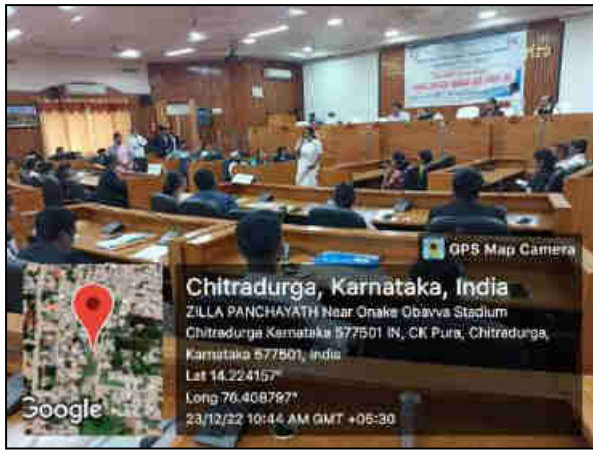 GPS Map Camera
Chitradurga, Karnataka, India
ZILLA PANCHAYATH Near Onake Obavva Stadium
Chitradurga Karnataka 577501 IN, CK Pura, Chitradurga,
Karnataka 577501, India
Lat 14.224157°
Long 76.408797°
23/12/22 10:44 AM GMT +05:30
Google